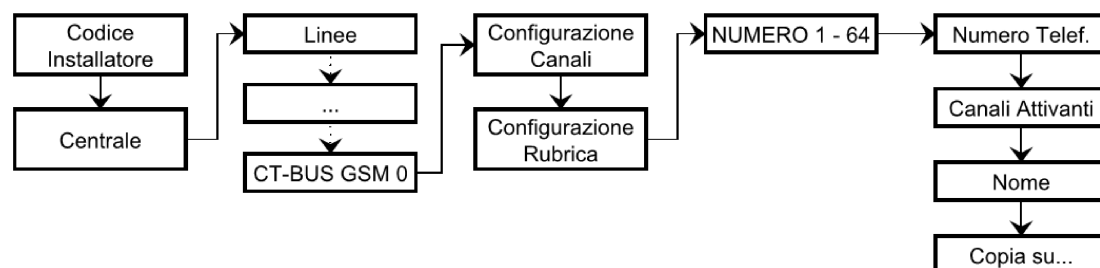 Codice
Installatore
Centrale
Linee
...
CT-BUS GSM 0
Configurazione
Canali
Configurazione
Rubrica
NUMERO 1 - 64
Numero Telef.
Canali Attivanti
Nome
Copia su...